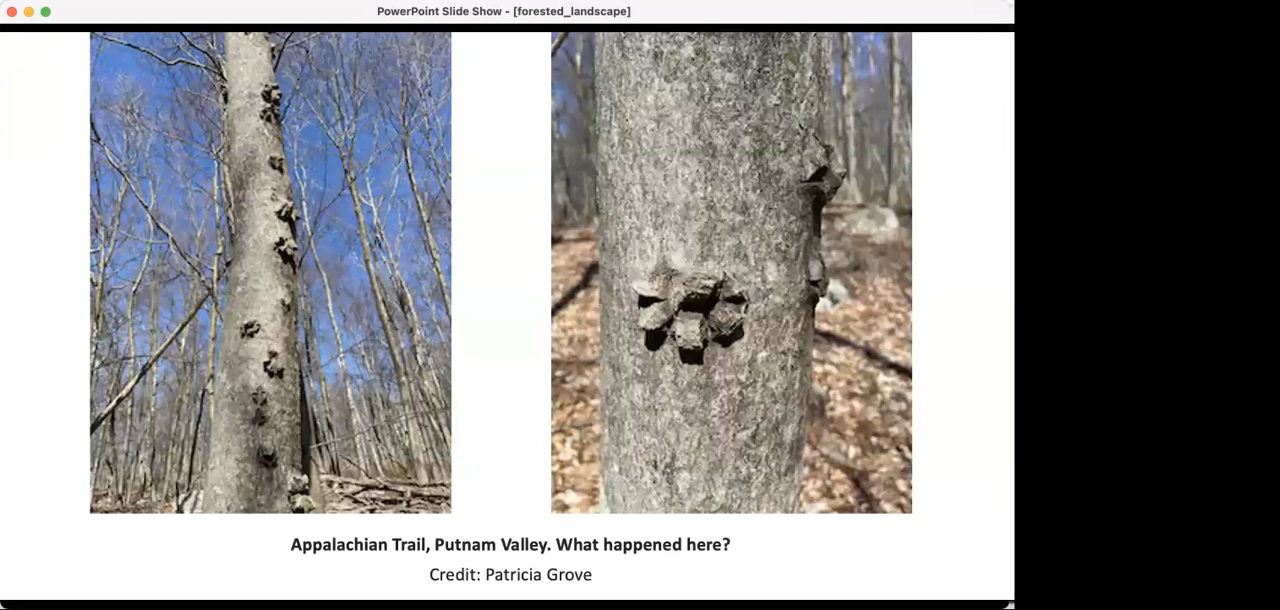 PowerPoint Slide Show - [forested_landscape]
Appalachian Trail, Putnam Valley. What happened here?
Credit: Patricia Grove